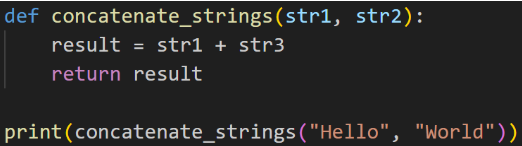 def concatenate_strings(str1, str2):
    result = str1 + str3
    return result

print(concatenate_strings("Hello", "World"))